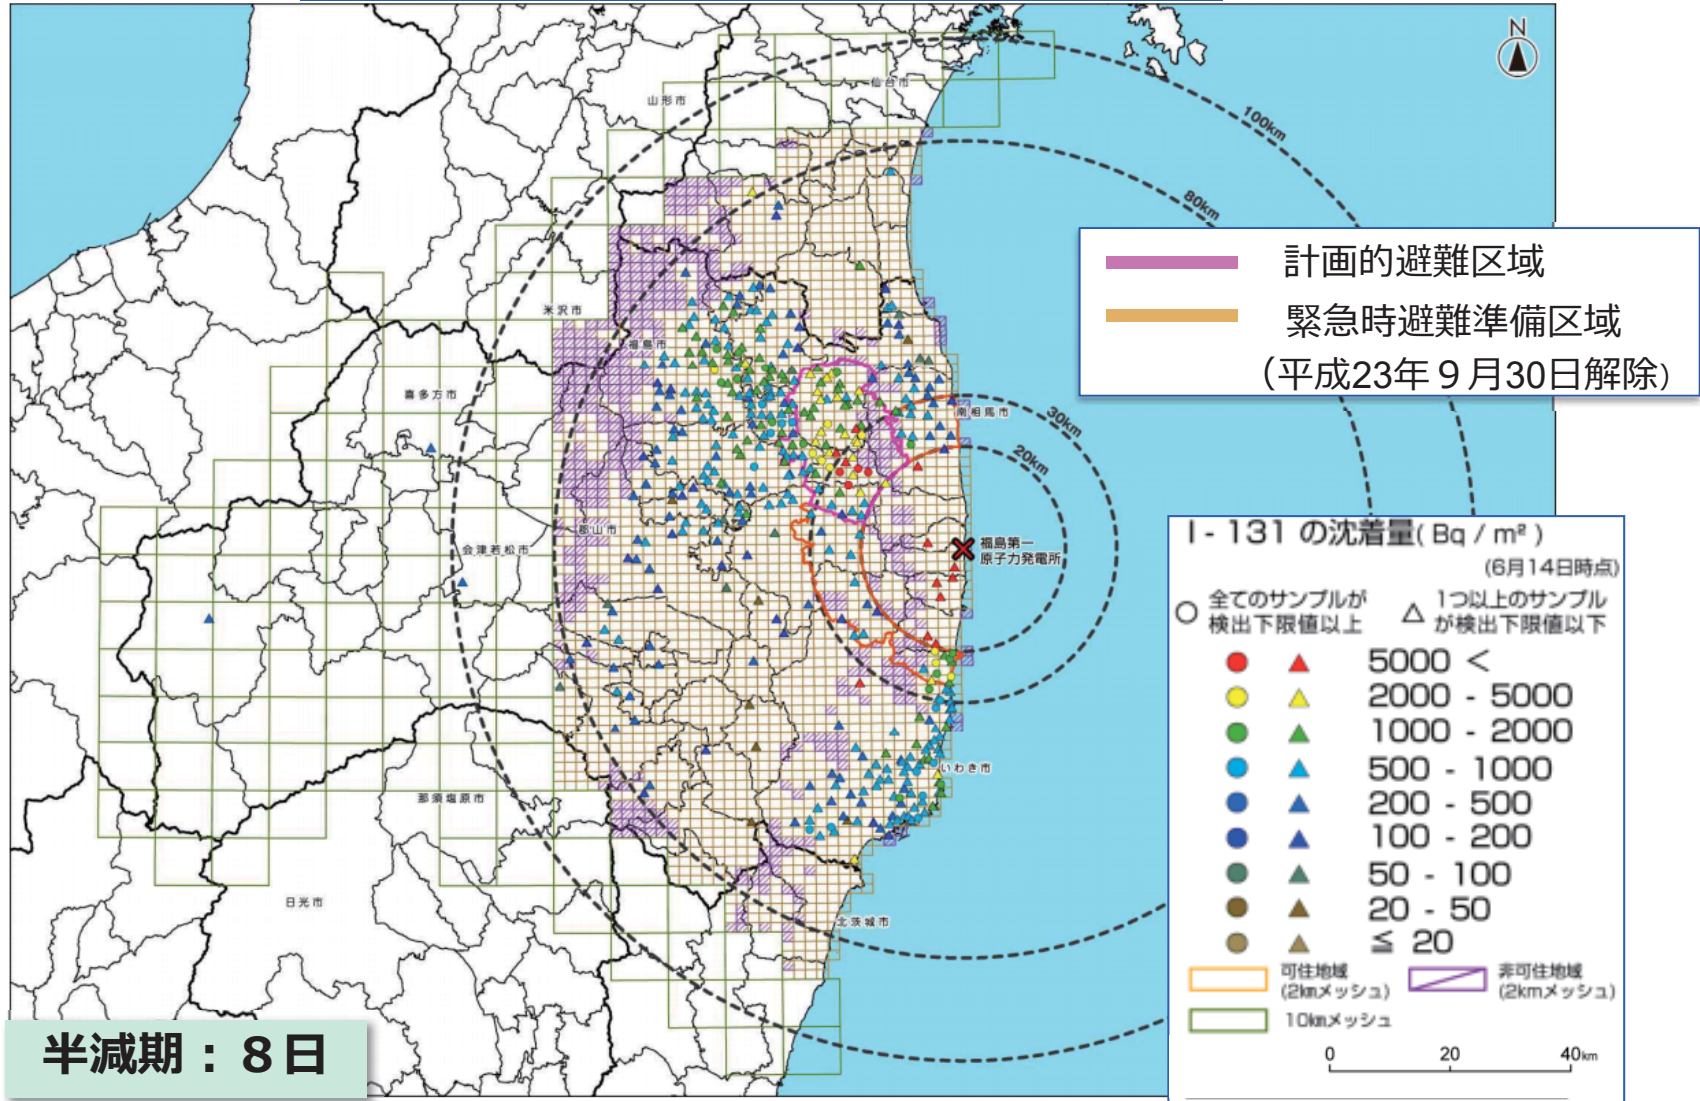 N
仙台市
山形市
100km
80km
計画的避難区域
緊急時避難準備区域
(平成23年９月30日解除)
米沢市
福島市
喜多方市
南相馬市
30km
20km
郡山市
会津若松市
福島第一
原子力発電所
I - 131 の沈着量( Bq / m² )
(6月14日時点)
○ 全てのサンプルが
検出下限値以上
△ 1つ以上のサンプル
が検出下限値以下
5000 <
2000 - 5000
1000 - 2000
500 - 1000
200 - 500
100 - 200
50 - 100
20 - 50
≦ 20
可住地域
(2kmメッシュ)
非可住地域
(2kmメッシュ)
10kmメッシュ
0 20 40km
いわき市
那須塩原市
日光市
北茨城市
半減期：８日